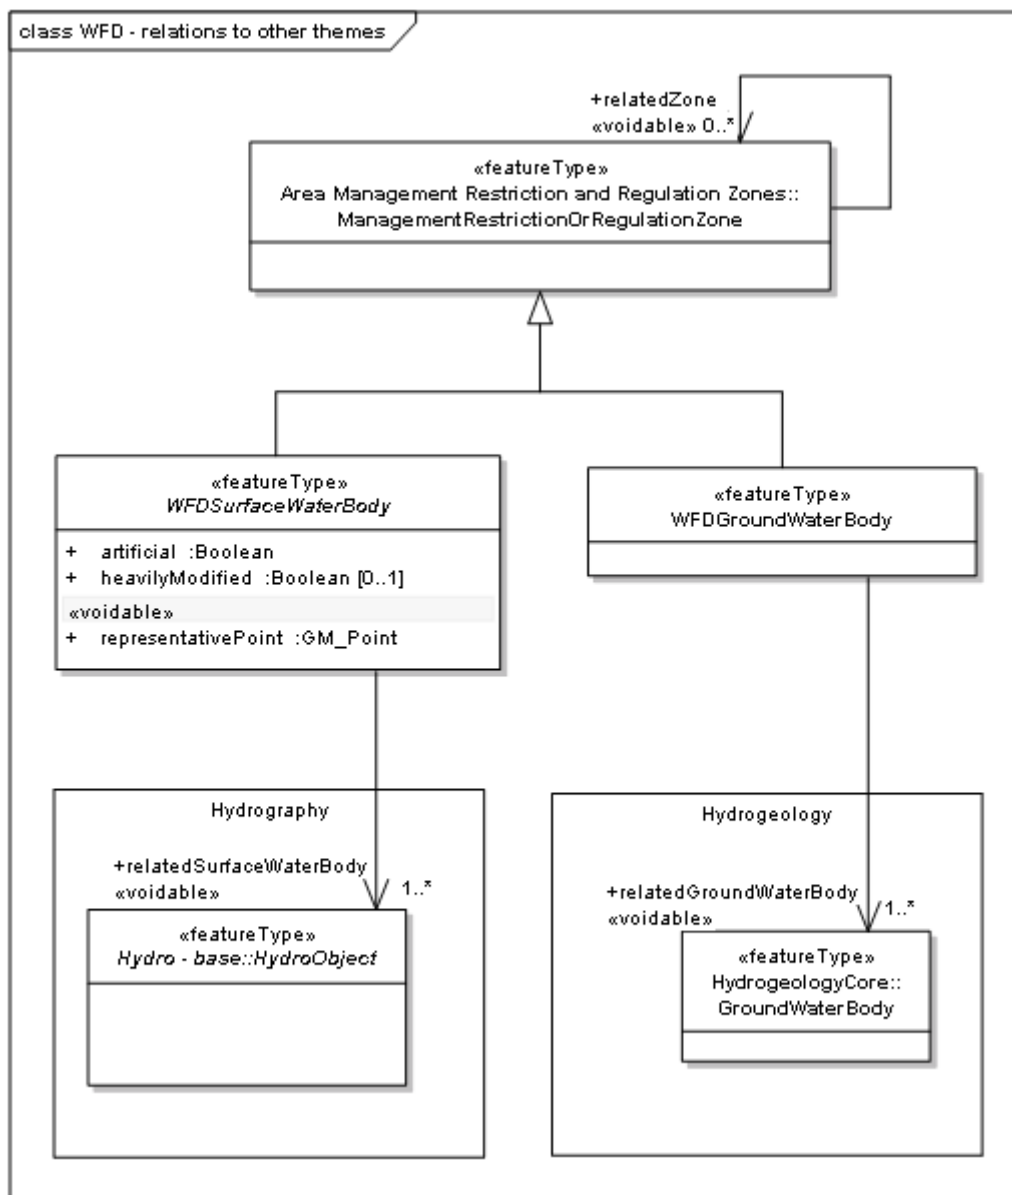 class WFD - relations to other themes
+relatedZone
«voidable» 0..*
«featureType»
Area Management Restriction and Regulation Zones::
ManagementRestrictionOrRegulationZone
«featureType»
WFDSurfaceWaterBody
+ artificial :Boolean
+ heavilyModified :Boolean [0..1]
«voidable»
+ representativePoint :GM_Point
«featureType»
WFDGroundWaterBody
Hydrography
+relatedSurfaceWaterBody
«voidable»
1..*
«featureType»
Hydro - base::HydroObject
Hydrogeology
+relatedGroundWaterBody
«voidable»
1..*
«featureType»
HydrogeologyCore::
GroundWaterBody